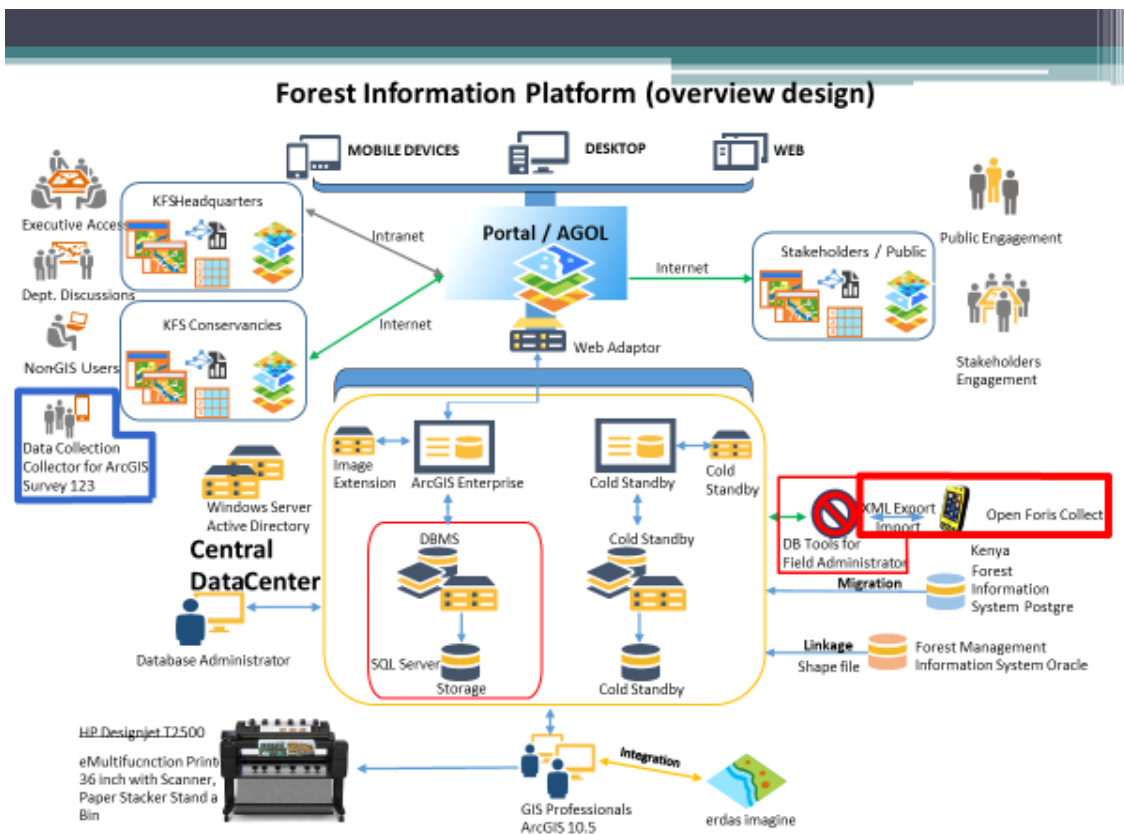 Forest Information Platform (overview design)
MOBILE DEVICES
DESKTOP
WEB
Executive Access
KFSHeadquarters
Intranet
Portal / AGOL
Internet
Stakeholders / Public
Public Engagement
Dept. Discussions
KFS Conservancies
Internet
Web Adaptor
NonGIS Users
Stakeholders
Engagement
Data Collection
Collector for ArcGIS
Survey 123
Windows Server
Active Directory
Image
Extension
ArcGIS Enterprise
Cold Standby
Cold
Standby
Central
DataCenter
DBMS
Cold Standby
SQL Server
Storage
Cold Standby
Database Administrator
XML Export
Import
Open Foris Collect
DB Tools for
Field Administrator
Migration
Kenya
Forest
Information
System Postgre
Linkage
Shape file
Forest Management
Information System Oracle
HP Designjet T2500
eMultifucnction Print
36 inch with Scanner,
Paper Stacker Stand a
Bin
GIS Professionals
ArcGIS 10.5
Integration
erdas imagine